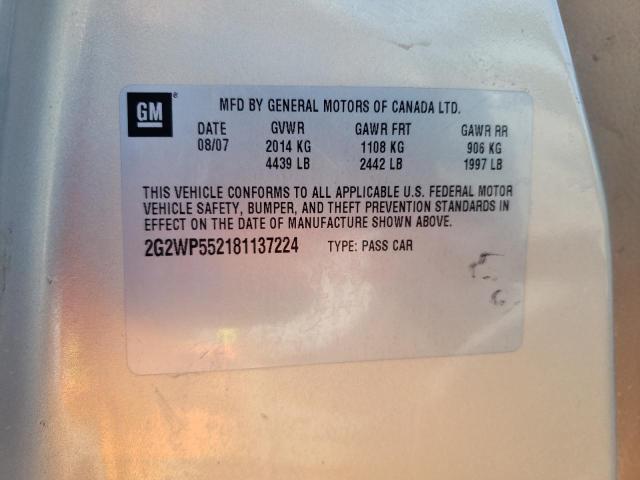 GM® MFD BY GENERAL MOTORS OF CANADA LTD.
DATE GVWR GAWR FRT GAWR RR
08/07 2014 KG 1108 KG 906 KG
4439 LB 2442 LB 1997 LB
THIS VEHICLE CONFORMS TO ALL APPLICABLE U.S. FEDERAL MOTOR
VEHICLE SAFETY, BUMPER, AND THEFT PREVENTION STANDARDS IN
EFFECT ON THE DATE OF MANUFACTURE SHOWN ABOVE.
2G2WP552181137224 TYPE: PASS CAR